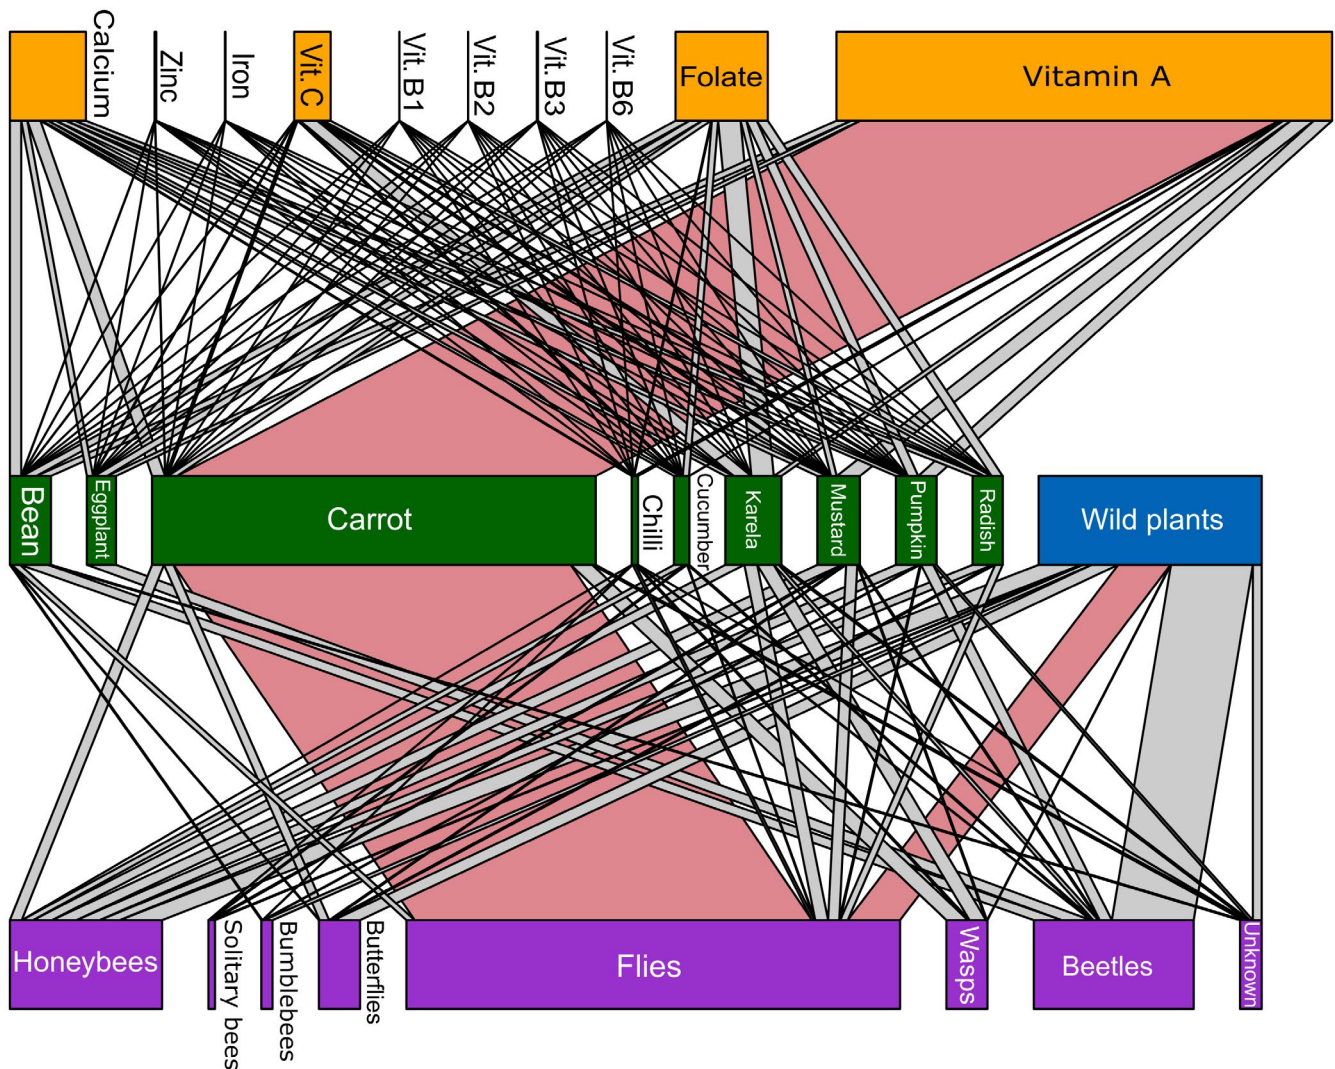 Calcium
Zinc
Iron
Vit. C
Vit. B1
Vit. B2
Vit. B3
Vit. B6
Folate
Vitamin A
Bean
Eggplant
Carrot
Chilli
Cucumber
Karela
Mustard
Pumpkin
Radish
Wild plants
Honeybees
Solitary bees
Bumblebees
Butterflies
Flies
Wasps
Beetles
Unknown